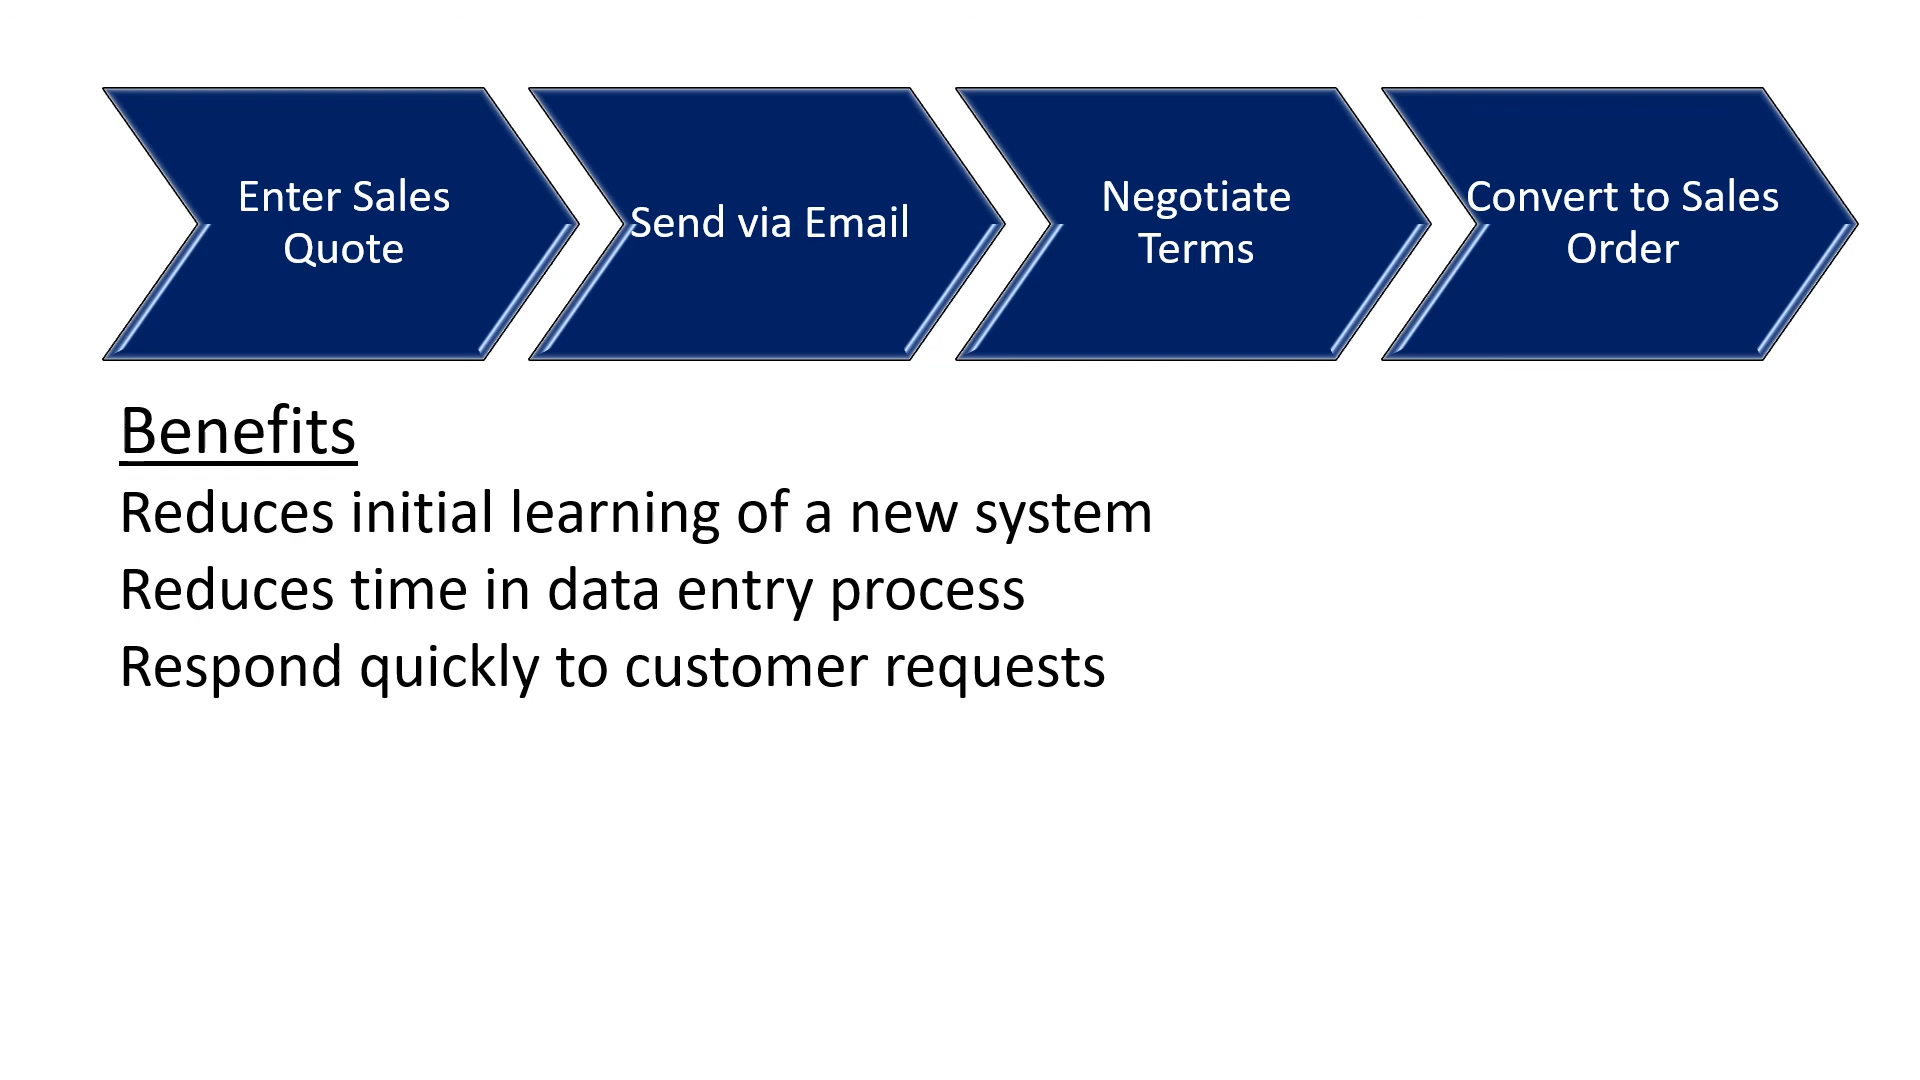 Enter Sales
Quote
Send via Email
Negotiate
Terms
Convert to Sales
Order
Benefits
Reduces initial learning of a new system
Reduces time in data entry process
Respond quickly to customer requests